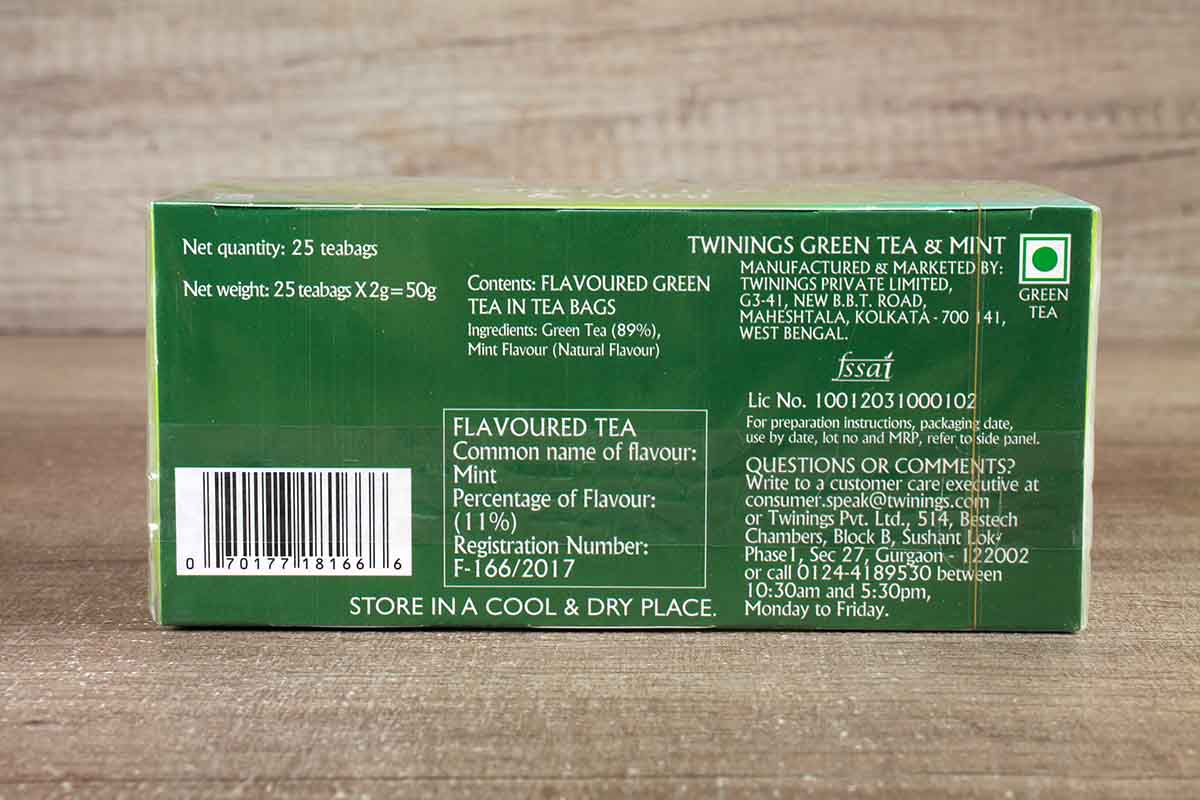 Net quantity: 25 teabags
Net weight: 25 teabags X 2g = 50g
Contents: FLAVOURED GREEN
TEA IN TEA BAGS
Ingredients: Green Tea (89%),
Mint Flavour (Natural Flavour)
FLAVOURED TEA
Common name of flavour:
Mint
Percentage of Flavour:
(11%)
Registration Number:
F-166/2017
0 70177 18166 6
STORE IN A COOL & DRY PLACE.
TWININGS GREEN TEA & MINT
MANUFACTURED & MARKETED BY:
TWININGS PRIVATE LIMITED,
G3-41, NEW B.B.T. ROAD,
MAHESHTALA, KOLKATA - 700 141,
WEST BENGAL.
GREEN
TEA
fssai
Lic No. 10012031000102
For preparation instructions, packaging date,
use by date, lot no and MRP, refer to side panel.
QUESTIONS OR COMMENTS?
Write to a customer care executive at
consumer.speak@twinings.com
or Twinings Pvt. Ltd., 514, Bestech
Chambers, Block B, Sushant Lok-
Phase1, Sec 27, Gurgaon - 122002
or call 0124-4189530 between
10:30am and 5:30pm,
Monday to Friday.